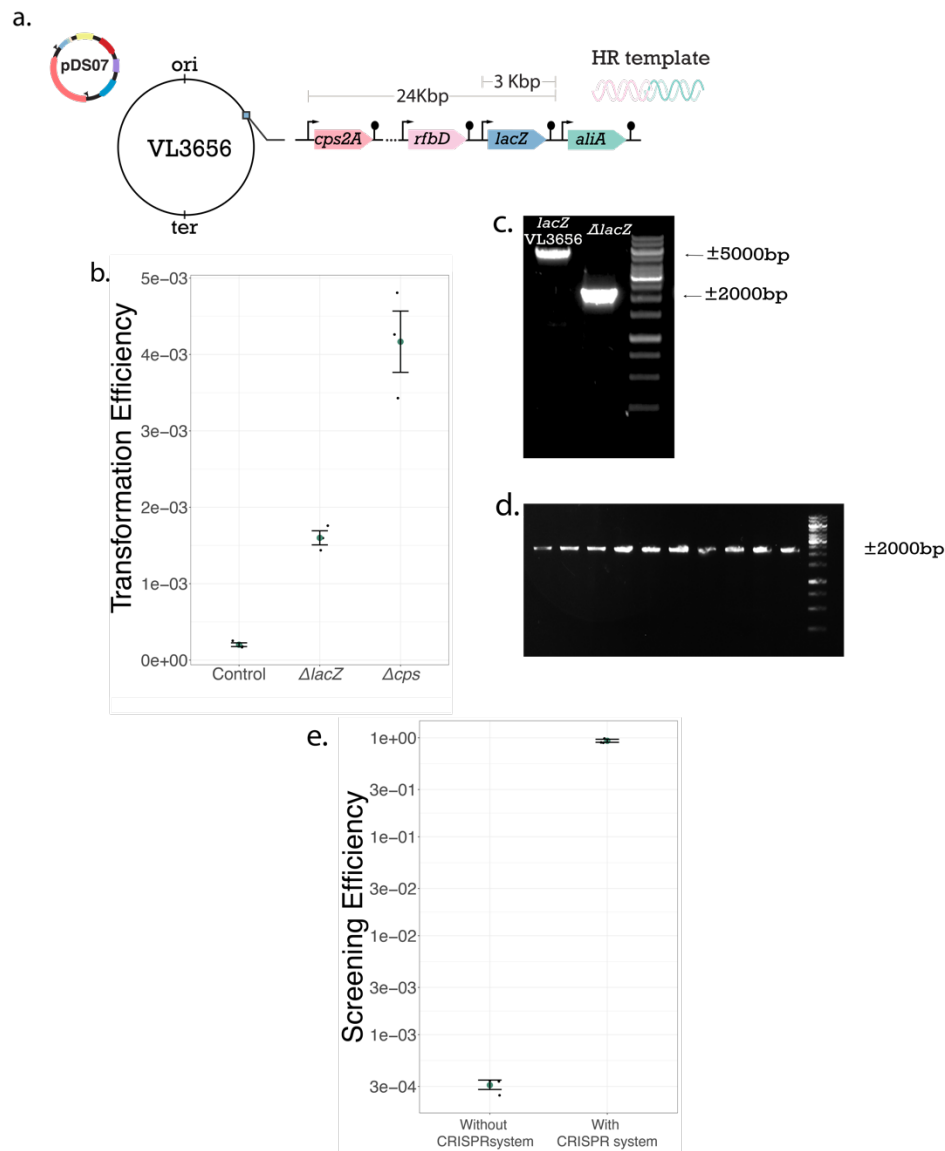 a.
pDS07
ori
VL3656
ter
24Kbp
3 Kbp
HR template
cps2A
rfbD
lacZ
aliA
b.
Transformation Efficiency
5e-03
4e-03
3e-03
2e-03
1e-03
0e+00
Control
ΔlacZ
Δcps
c.
lacZ
VL3656
ΔlacZ
±5000bp
±2000bp
d.
±2000bp
e.
Screening Efficiency
1e+00
3e-01
1e-01
3e-02
1e-02
3e-03
1e-03
3e-04
Without
CRISPRsystem
With
CRISPR system